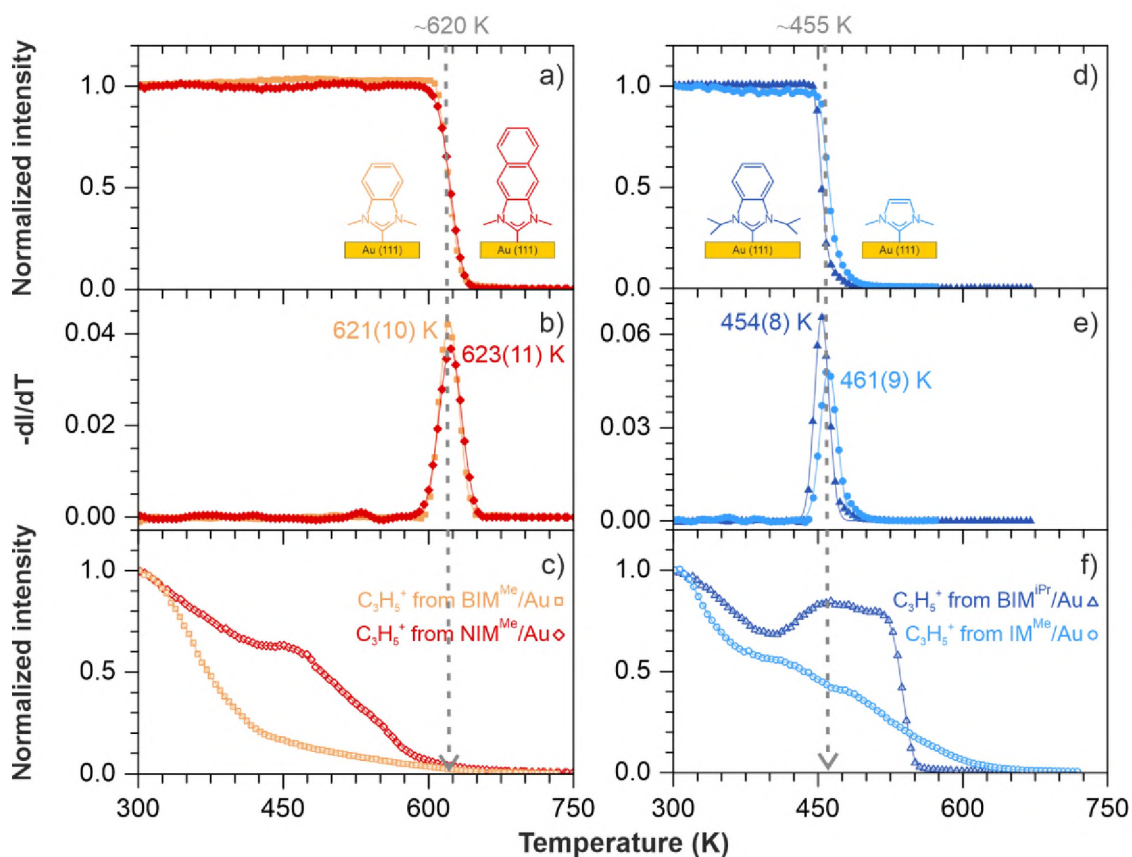 ~620 K
~455 K
Normalized intensity
1.0
0.5
0.0
a)
N
N
Au (111)
N
N
Au (111)
1.0
0.5
0.0
d)
N
N
Au (111)
N
N
Au (111)
-dI/dT
0.04
0.02
0.00
b)
621(10) K
623(11) K
0.06
0.03
0.00
e)
454(8) K
461(9) K
Normalized intensity
1.0
0.5
0.0
c)
C₃H₅⁺ from BIMᴹᵉ/Au
C₃H₅⁺ from NIMᴹᵉ/Au
300 450 600 750
1.0
0.5
0.0
f)
C₃H₅⁺ from BIMⁱᴾʳ/Au
C₃H₅⁺ from IMᴹᵉ/Au
300 450 600 750
Temperature (K)